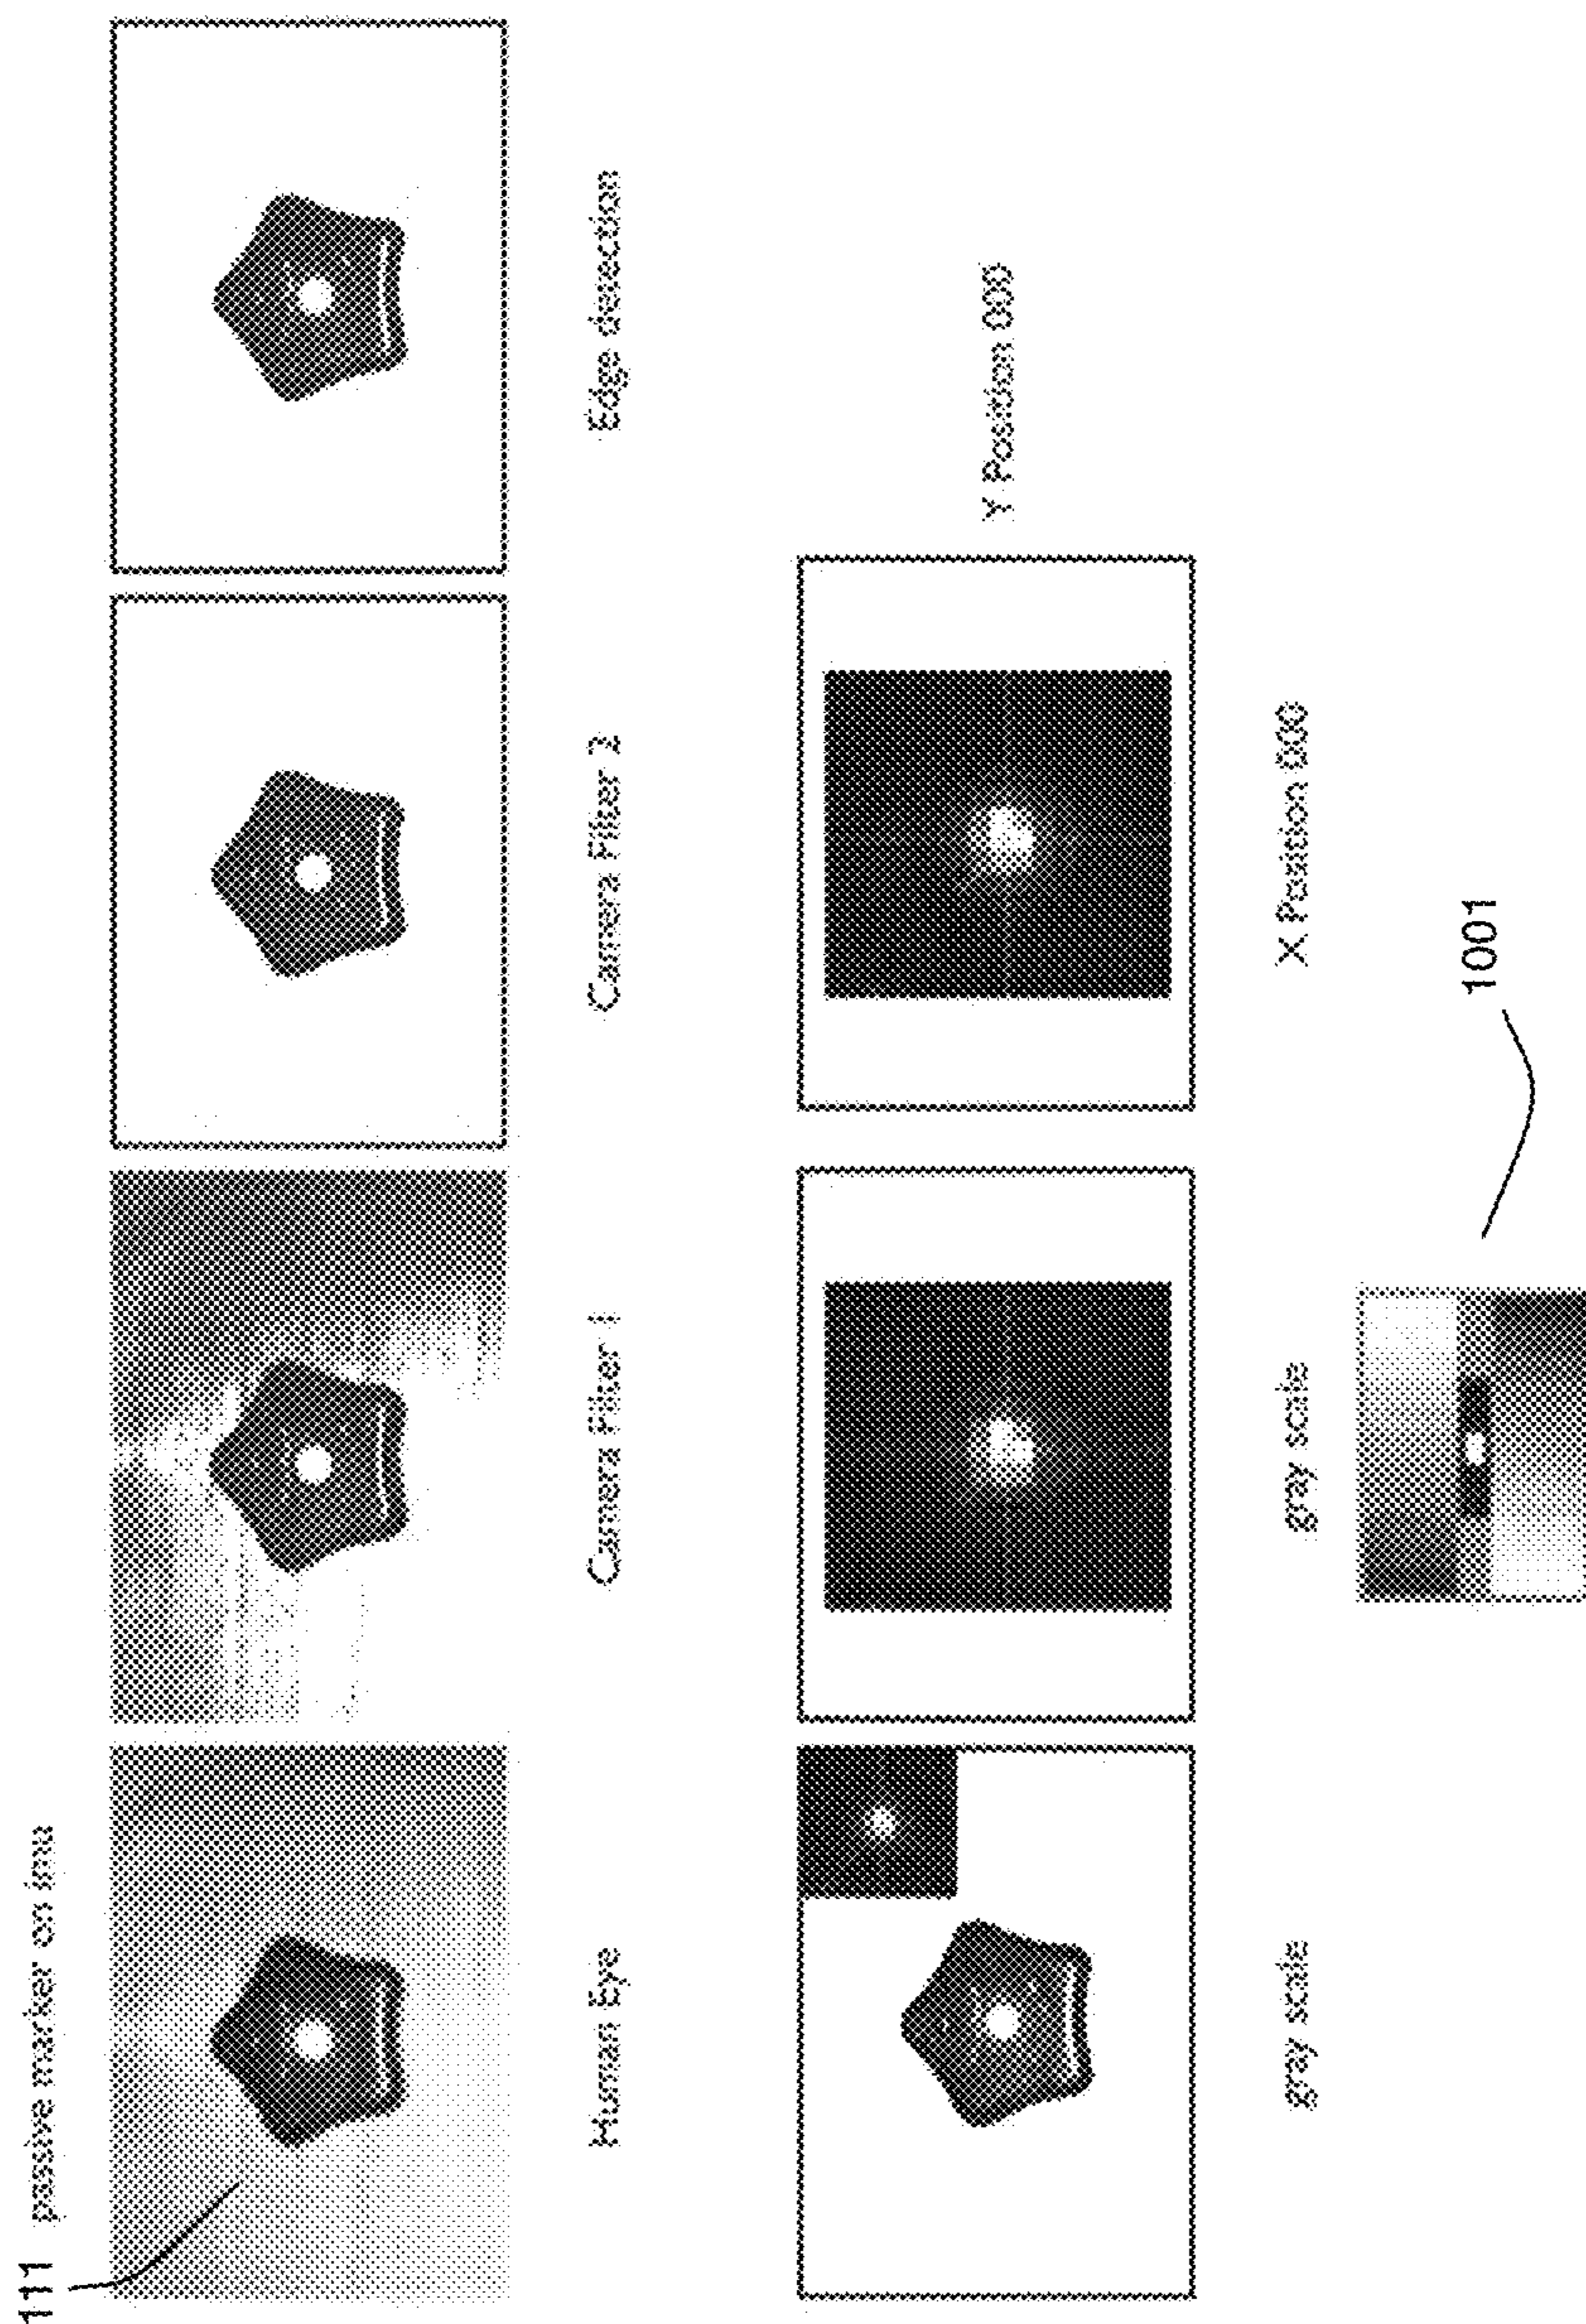 111 passive marker on imu
Human Eye
Camera Filter 1
Camera Filter 2
Edge detection
gray scale
gray scale
X Position 000
Y Position 000
1001